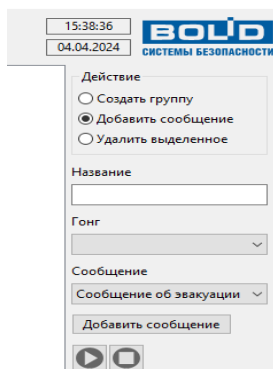 15:38:36
04.04.2024
BOLID
СИСТЕМЫ БЕЗОПАСНОСТИ
Действие
Создать группу
Добавить сообщение
Удалить выделенное
Название
Гонг
Сообщение
Сообщение об эвакуации
Добавить сообщение